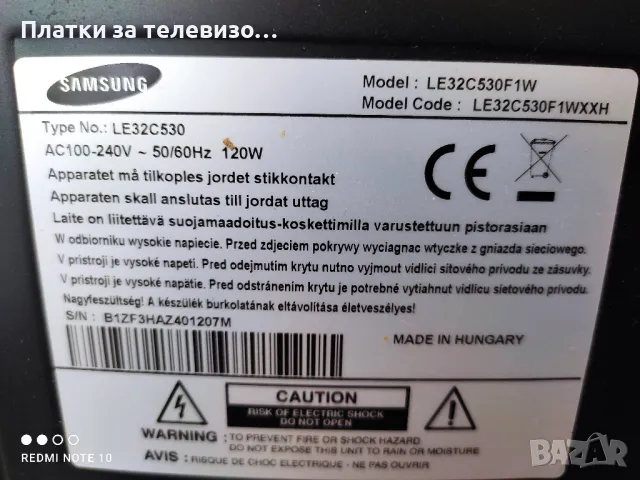 Платки за телевизо...
SAMSUNG
Model : LE32C530F1W
Model Code : LE32C530F1WXXH
Type No.: LE32C530
AC100-240V ~ 50/60Hz 120W
Apparatet må tilkoples jordet stikkontakt
Apparaten skall anslutas till jordat uttag
Laite on liitettävä suojamaadoitus-koskettimilla varustettuun pistorasiaan
W odborniku wysokie napiecie. Przed zdjeciem pokrywy wyciagnac wtyczke z gniazda sieciowego.
V pristroji je vysoké napeti. Pred odejmutím krytu nutno vyjmout vidlici sitového prívodu ze zásuvky.
V prístroji je vysoké napätie. Pred odstránením krytu je potrebné vytiahnut vidlicu sietového prívodu.
Nagyfeszültség! A készülék burkolatának eltávolítása életveszélyes!
S/N : B1ZF3HAZ401207M
MADE IN HUNGARY
CAUTION
RISK OF ELECTRIC SHOCK
DO NOT OPEN
WARNING : TO PREVENT FIRE OR SHOCK HAZARD,
DO NOT EXPOSE THIS UNIT TO RAIN OR MOISTURE
AVIS : RISQUE DE CHOC ELECTRIQUE - NE PAS OUVRIR
REDMI NOTE 10
BAZAR